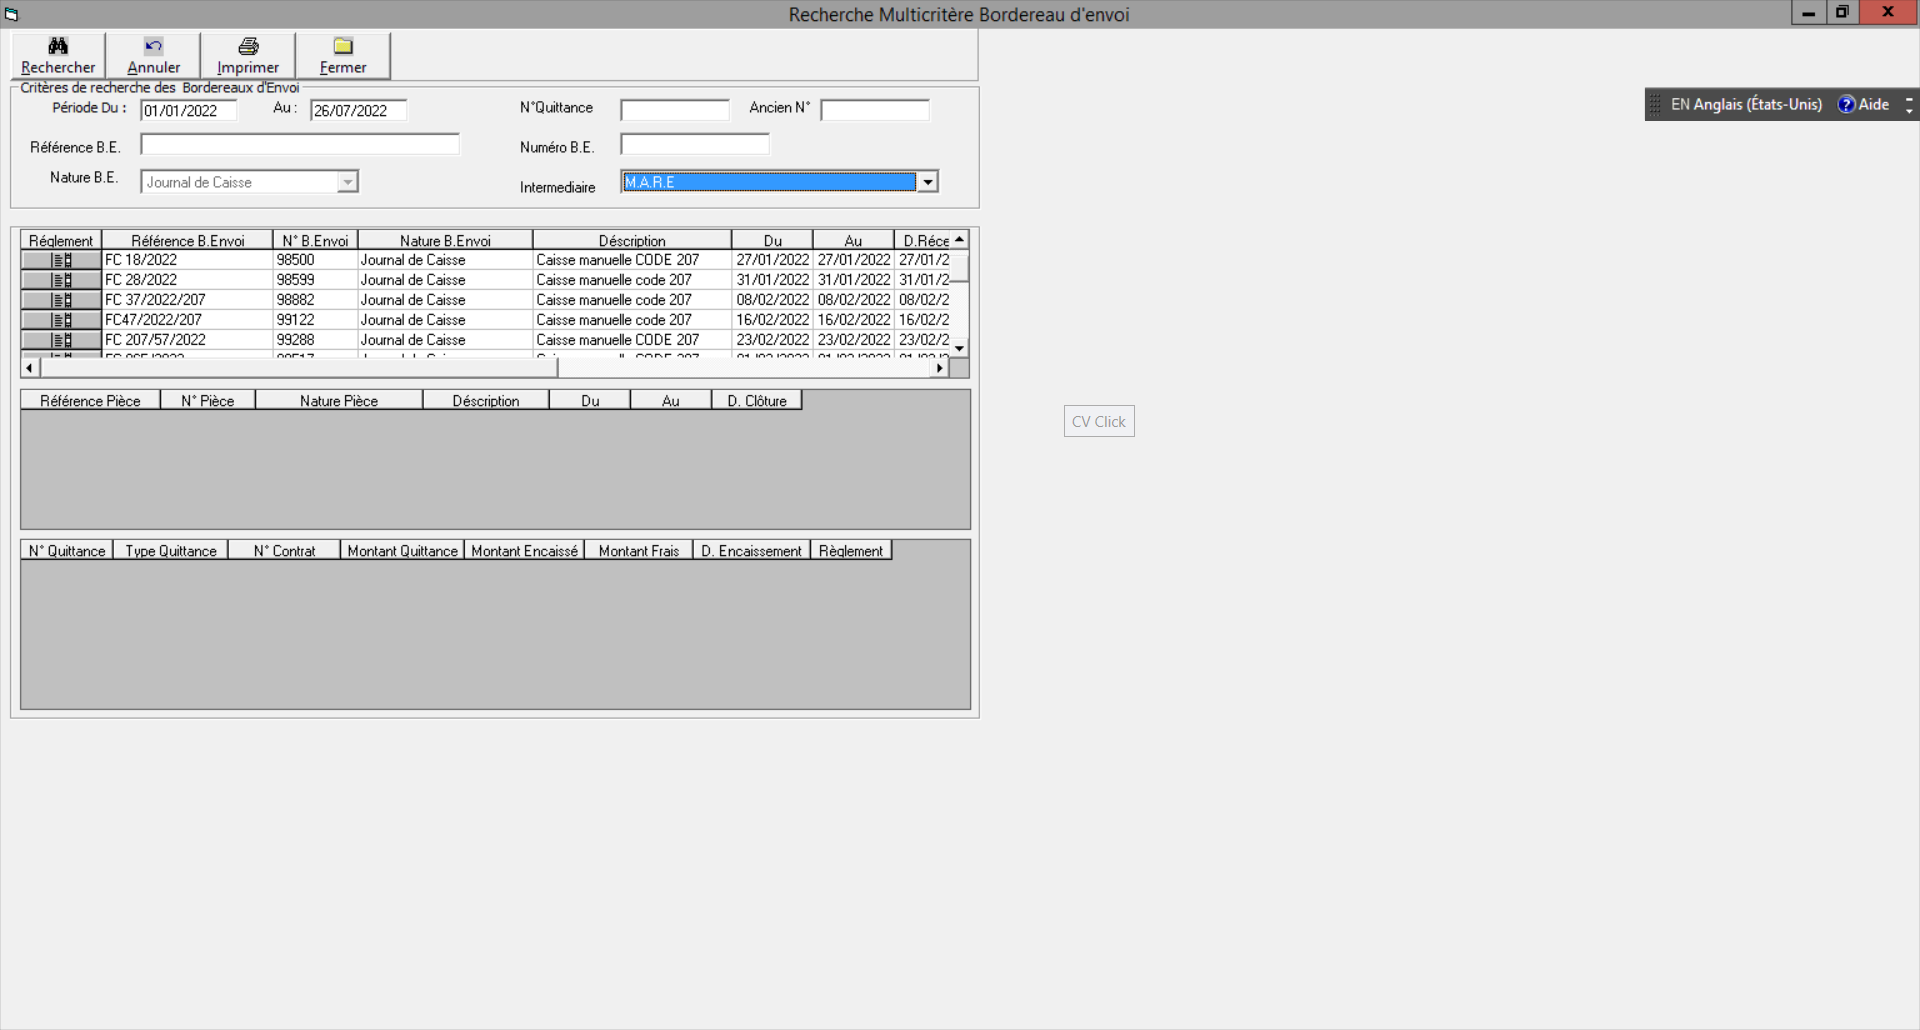 Recherche Multicritère Bordereau d'envoi
Rechercher Annuler Imprimer Fermer
Critères de recherche des Bordereaux d'Envoi
Période Du : 01/01/2022 Au : 26/07/2022 N°Quittance Ancien N°
EN Anglais (États-Unis) ? Aide
Référence B.E. Numéro B.E.
Nature B.E. Journal de Caisse Intermediaire M.A.R.E
Réglement Référence B.Envoi N° B.Envoi Nature B.Envoi Déscription Du Au D.Réce
FC 18/2022 98500 Journal de Caisse Caisse manuelle CODE 207 27/01/2022 27/01/2022 27/01/2
FC 28/2022 98599 Journal de Caisse Caisse manuelle code 207 31/01/2022 31/01/2022 31/01/2
FC 37/2022/207 98882 Journal de Caisse Caisse manuelle code 207 08/02/2022 08/02/2022 08/02/2
FC47/2022/207 99122 Journal de Caisse Caisse manuelle code 207 16/02/2022 16/02/2022 16/02/2
FC 207/57/2022 99288 Journal de Caisse Caisse manuelle CODE 207 23/02/2022 23/02/2022 23/02/2
Référence Pièce N° Pièce Nature Pièce Déscription Du Au D. Clôture
CV Click
N° Quittance Type Quittance N° Contrat Montant Quittance Montant Encaissé Montant Frais D. Encaissement Règlement